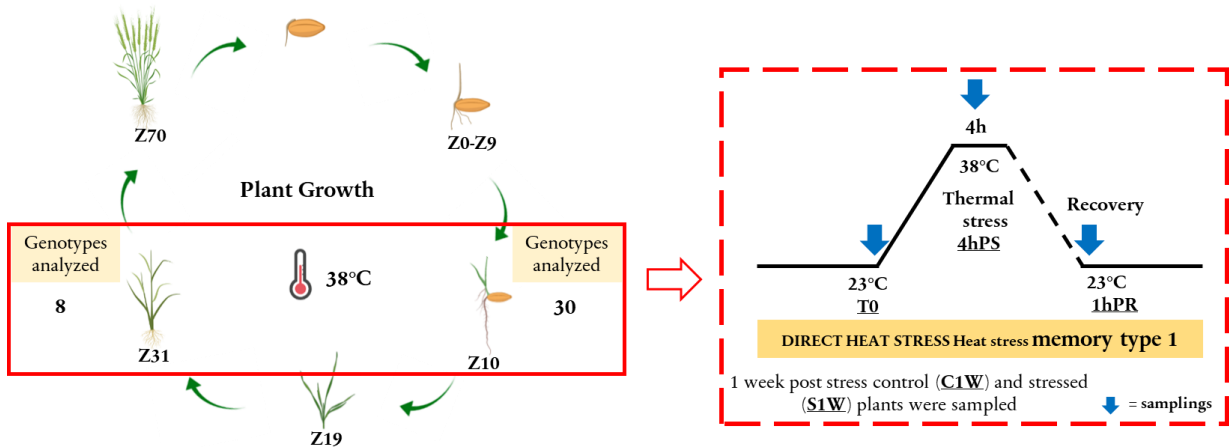 Z70
Z0-Z9
Plant Growth
Genotypes
analyzed
8
38°C
Genotypes
analyzed
30
Z31
Z10
Z19
4h
38°C
Thermal
stress
4hPS
Recovery
23°C
T0
23°C
1hPR
DIRECT HEAT STRESS Heat stress memory type 1
1 week post stress control (C1W) and stressed
(S1W) plants were sampled
= samplings